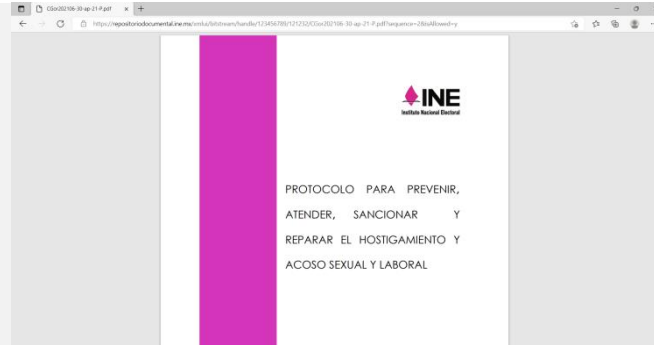 CGor202106-30-ap-21-P.pdf
https://repositoriodocumental.ine.mx/xmlui/bitstream/handle/123456789/121232/CGor202106-30-ap-21-P.pdf?sequence=2&isAllowed=y
INE
Instituto Nacional Electoral
PROTOCOLO PARA PREVENIR,
ATENDER, SANCIONAR Y
REPARAR EL HOSTIGAMIENTO Y
ACOSO SEXUAL Y LABORAL